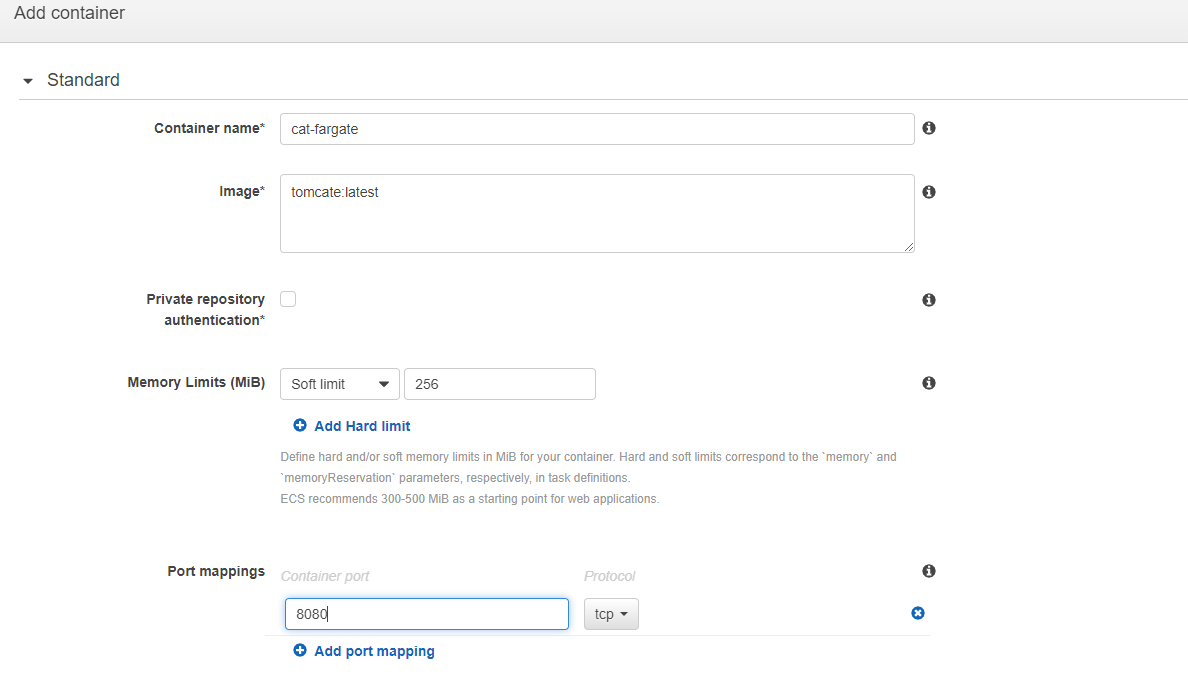 Add container
Standard
Container name*
cat-fargate
Image*
tomcate:latest
Private repository
authentication*
Memory Limits (MiB)
Soft limit
256
Add Hard limit
Define hard and/or soft memory limits in MiB for your container. Hard and soft limits correspond to the `memory` and
`memoryReservation` parameters, respectively, in task definitions.
ECS recommends 300-500 MiB as a starting point for web applications.
Port mappings
Container port
Protocol
8080
tcp
Add port mapping